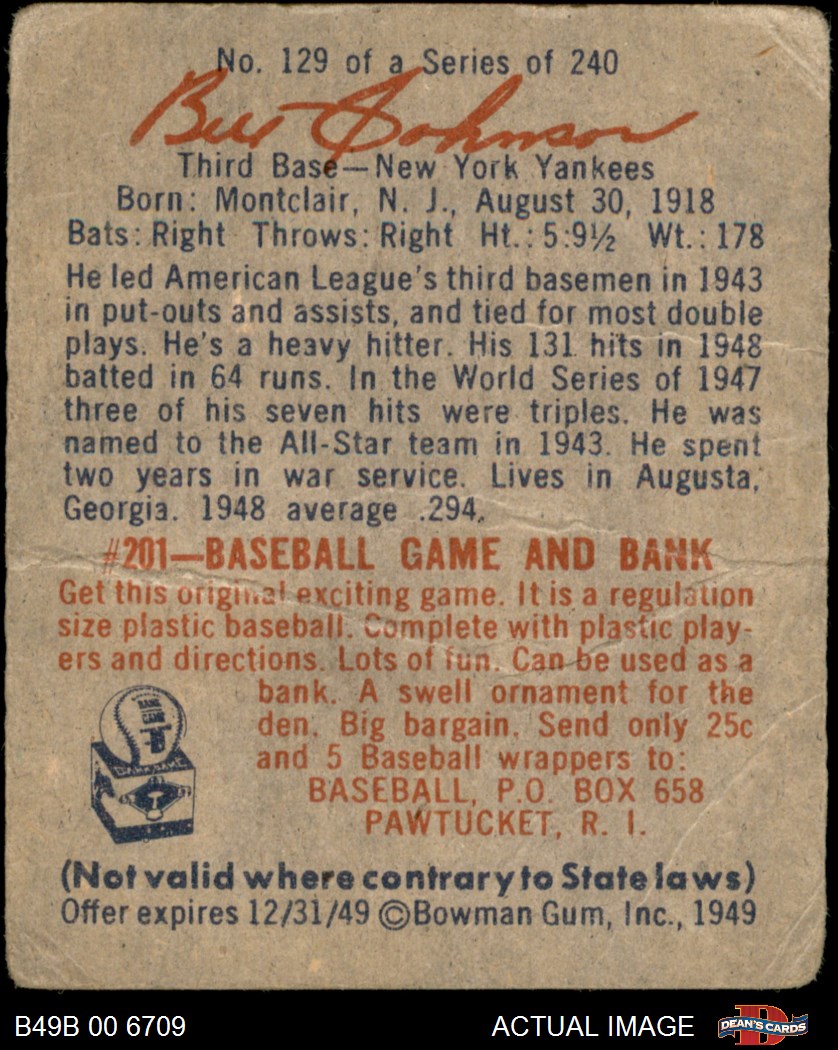 No. 129 of a Series of 240
Bill Johnson
Third Base—New York Yankees
Born: Montclair, N. J., August 30, 1918
Bats: Right Throws: Right Ht.: 5:9½ Wt.: 178
He led American League's third basemen in 1943
in put-outs and assists, and tied for most double
plays. He's a heavy hitter. His 131 hits in 1948
batted in 64 runs. In the World Series of 1947
three of his seven hits were triples. He was
named to the All-Star team in 1943. He spent
two years in war service. Lives in Augusta,
Georgia. 1948 average .294.
#201—BASEBALL GAME AND BANK
Get this original exciting game. It is a regulation
size plastic baseball. Complete with plastic play-
ers and directions. Lots of fun. Can be used as a
bank. A swell ornament for the
den. Big bargain. Send only 25c
and 5 Baseball wrappers to:
BASEBALL, P.O. BOX 658
PAWTUCKET, R. I.
BANK
GAME
(Not valid where contrary to State laws)
Offer expires 12/31/49 ©Bowman Gum, Inc., 1949
B49B 00 6709
ACTUAL IMAGE
DEAN'S CARDS